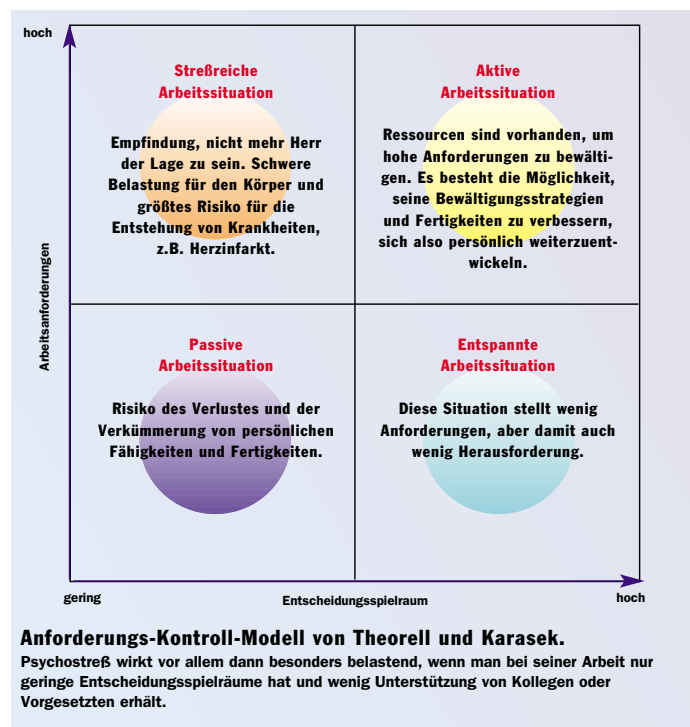 hoch
Streßreiche
Arbeitssituation
Empfindung, nicht mehr Herr
der Lage zu sein. Schwere
Belastung für den Körper und
größtes Risiko für die
Entstehung von Krankheiten,
z.B. Herzinfarkt.
Aktive
Arbeitssituation
Ressourcen sind vorhanden, um
hohe Anforderungen zu bewälti-
gen. Es besteht die Möglichkeit,
seine Bewältigungsstrategien
und Fertigkeiten zu verbessern,
sich also persönlich weiterzuent-
wickeln.
Arbeitsanforderungen
Passive
Arbeitssituation
Risiko des Verlustes und der
Verkümmerung von persönlichen
Fähigkeiten und Fertigkeiten.
Entspannte
Arbeitssituation
Diese Situation stellt wenig
Anforderungen, aber damit auch
wenig Herausforderung.
gering
Entscheidungsspielraum
hoch
Anforderungs-Kontroll-Modell von Theorell und Karasek.
Psychostreß wirkt vor allem dann besonders belastend, wenn man bei seiner Arbeit nur
geringe Entscheidungsspielräume hat und wenig Unterstützung von Kollegen oder
Vorgesetzten erhält.